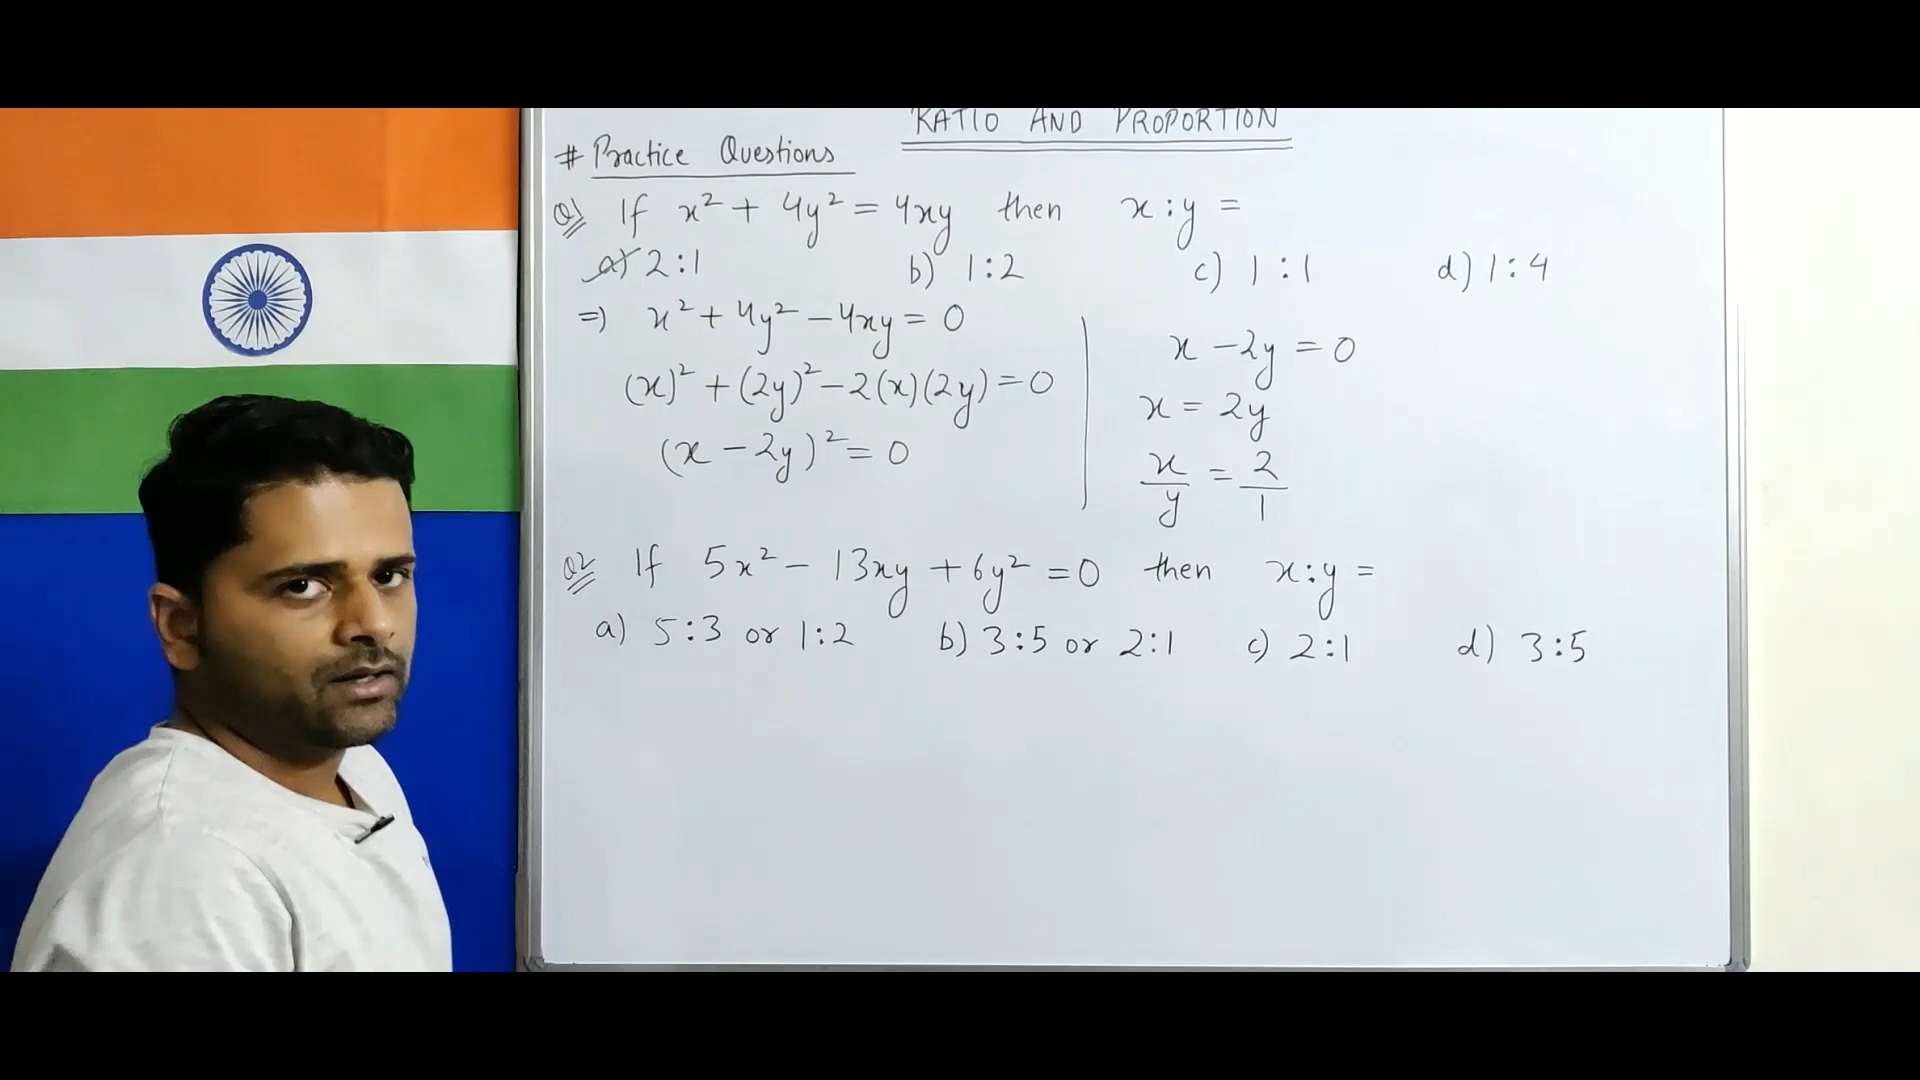 RATIO AND PROPORTION
# Practice Questions
Q1 If x² + 4y² = 4xy then x:y =
a) 2:1 b) 1:2 c) 1:1 d) 1:4
⇒ x² + 4y² - 4xy = 0
(x)² + (2y)² - 2(x)(2y) = 0
(x - 2y)² = 0
x - 2y = 0
x = 2y
x/y = 2/1
Q2 If 5x² - 13xy + 6y² = 0 then x:y =
a) 5:3 or 1:2 b) 3:5 or 2:1 c) 2:1 d) 3:5